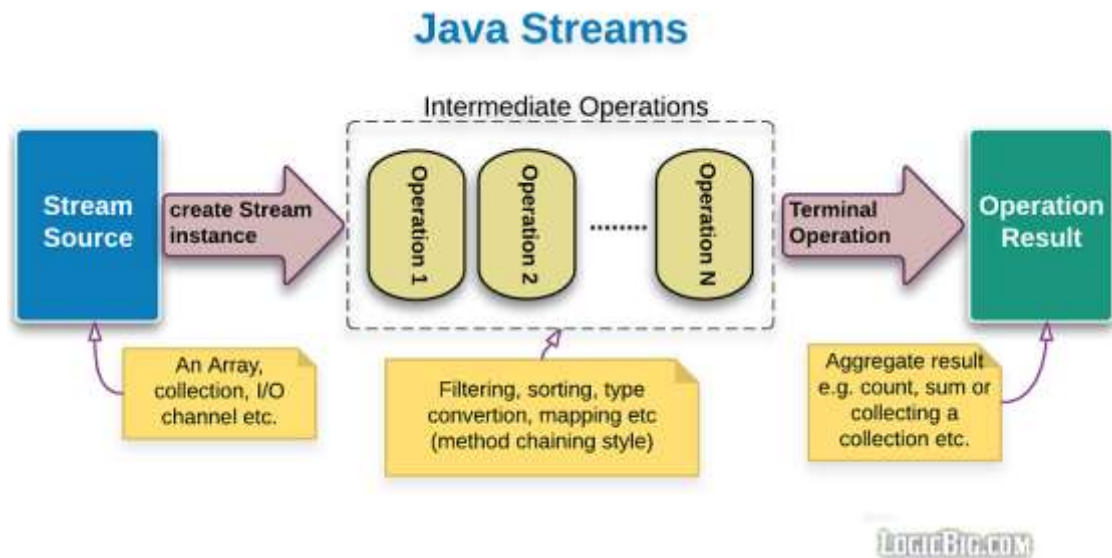 Java Streams
Intermediate Operations
Stream
Source
create Stream
instance
Operation 1
Operation 2
........
Operation N
Terminal
Operation
Operation
Result
An Array,
collection, I/O
channel etc.
Filtering, sorting, type
convertion, mapping etc
(method chaining style)
Aggregate result
e.g. count, sum or
collecting a
collection etc.
LOGICBIG.COM